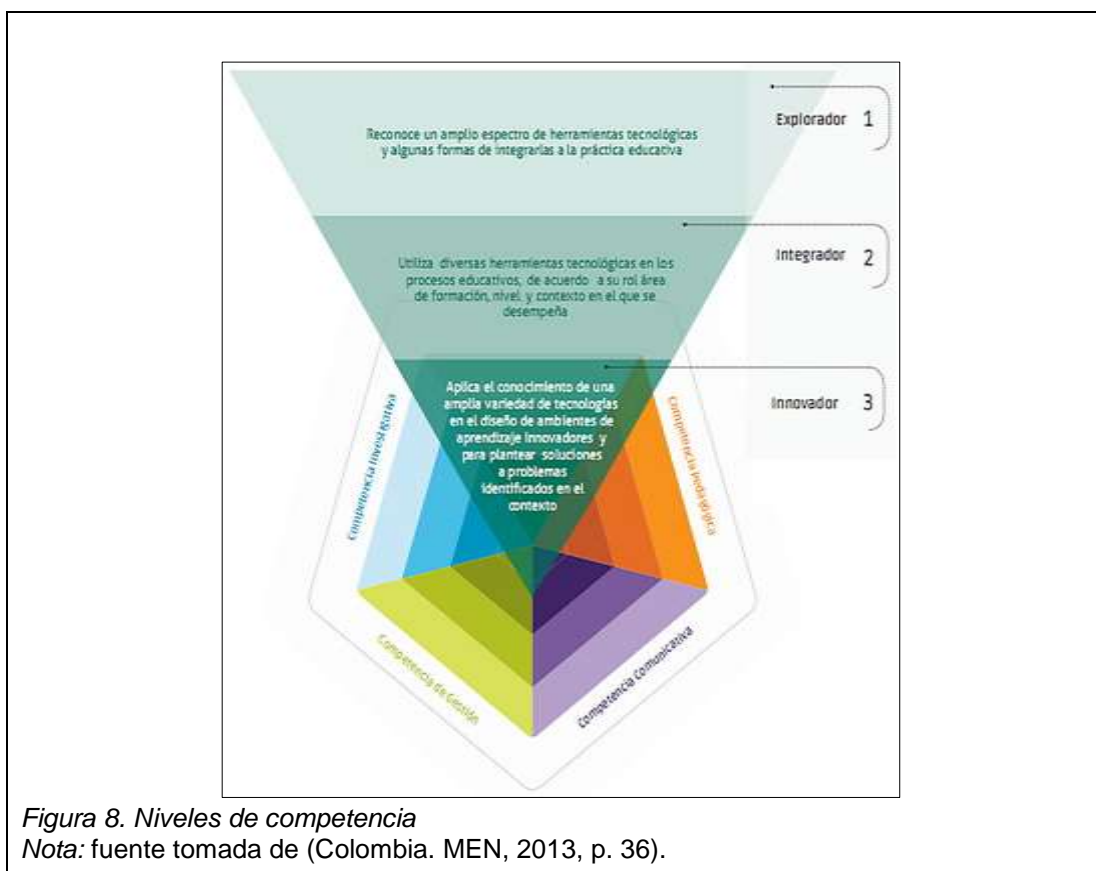 Reconoce un amplio espectro de herramientas tecnológicas
y algunas formas de integrarlas a la práctica educativa
Explorador 1
Utiliza diversas herramientas tecnológicas en los
procesos educativos, de acuerdo a su rol área
de formación, nivel y contexto en el que se
desempeña
Integrador 2
Aplica el conocimiento de una
amplia variedad de tecnologías
en el diseño de ambientes de
aprendizaje innovadores y
para plantear soluciones
a problemas
identificados en el
contexto
Innovador 3
Competencia Investigativa
Competencia Pedagógica
Competencia de Gestión
Competencia Comunicativa
Figura 8. Niveles de competencia
Nota: fuente tomada de (Colombia. MEN, 2013, p. 36).